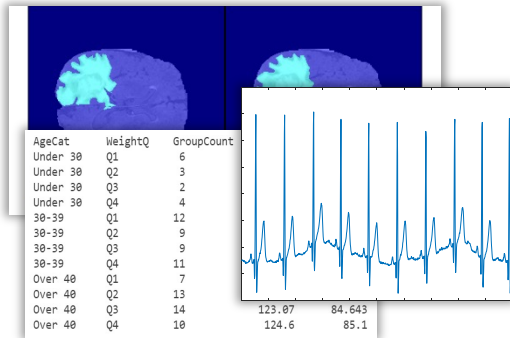 AgeCat WeightQ GroupCount
Under 30 Q1 6
Under 30 Q2 3
Under 30 Q3 2
Under 30 Q4 4
30-39 Q1 12
30-39 Q2 9
30-39 Q3 9
30-39 Q4 11
Over 40 Q1 7
Over 40 Q2 13
Over 40 Q3 14 123.07 84.643
Over 40 Q4 10 124.6 85.1